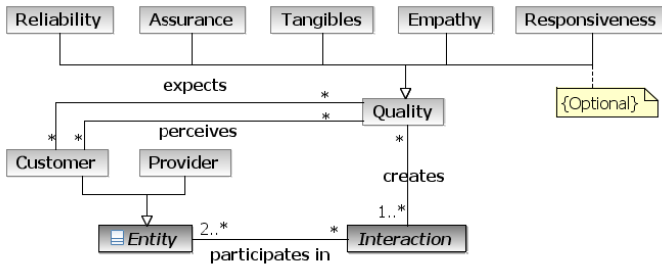 Reliability Assurance Tangibles Empathy Responsiveness
expects
*
{Optional}
Quality
*
perceives
* * *
Customer Provider
creates
2..* * 1..*
Entity Interaction
participates in